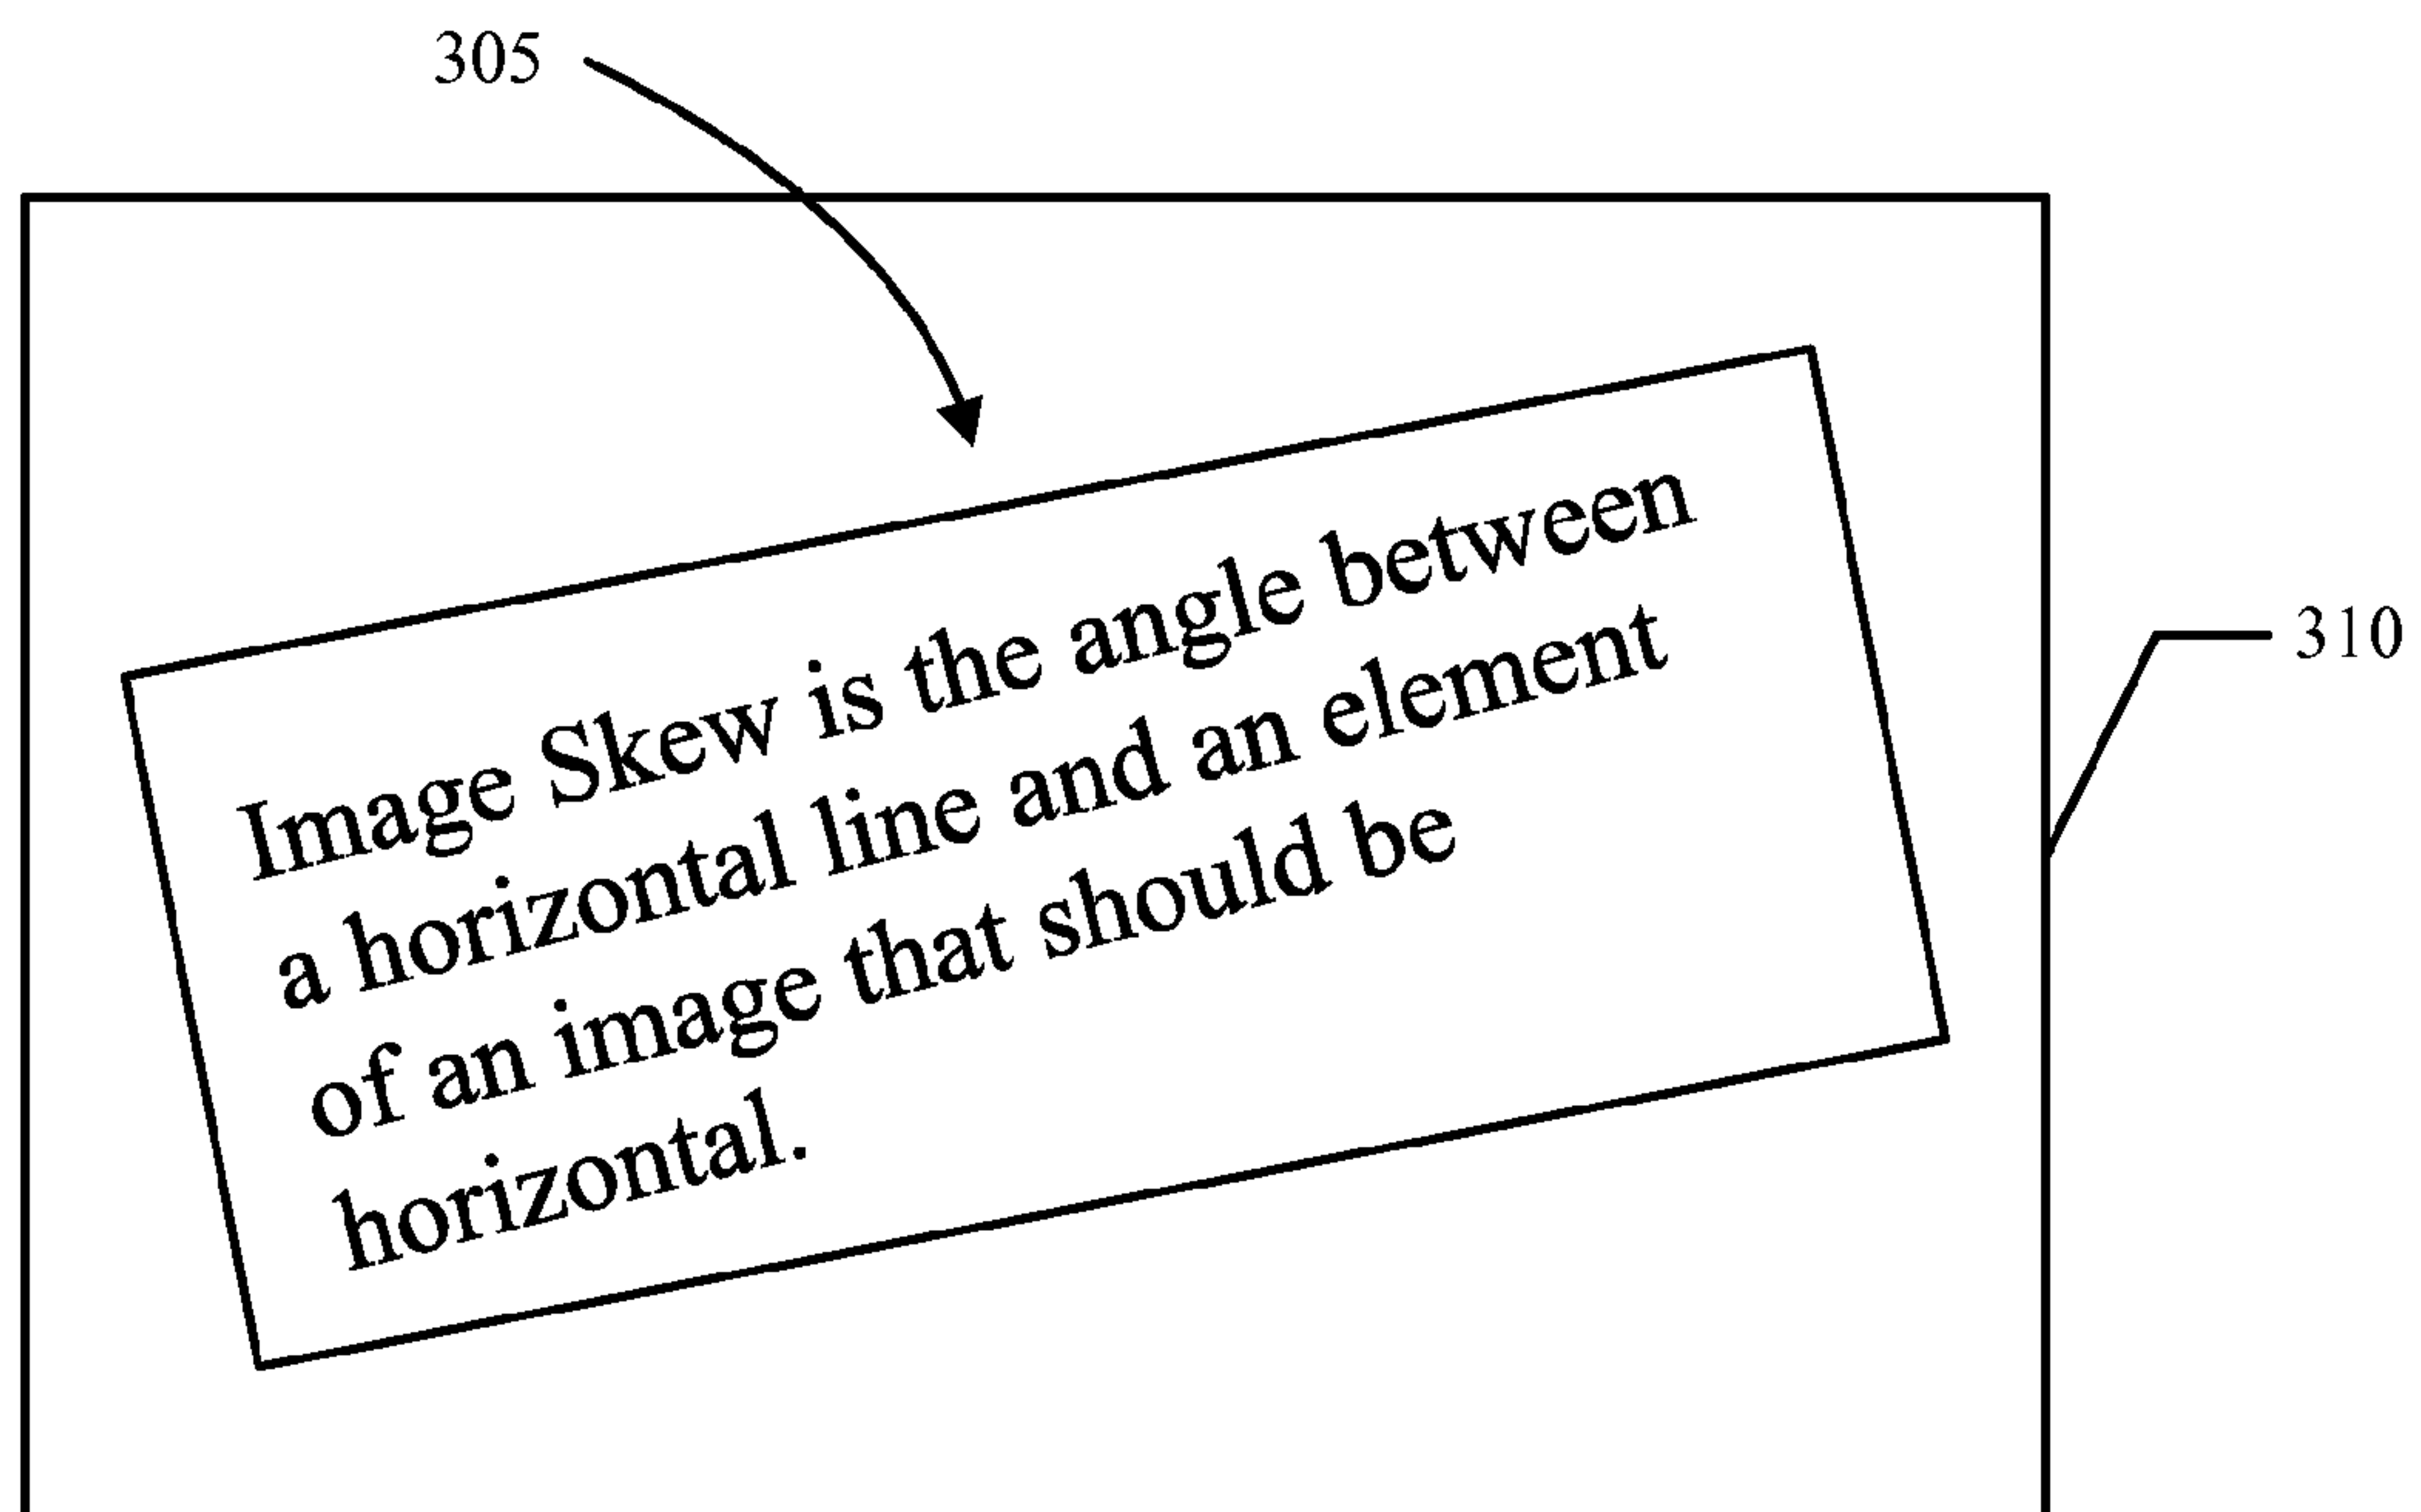 305
Image Skew is the angle between
a horizontal line and an element
of an image that should be
horizontal.
310